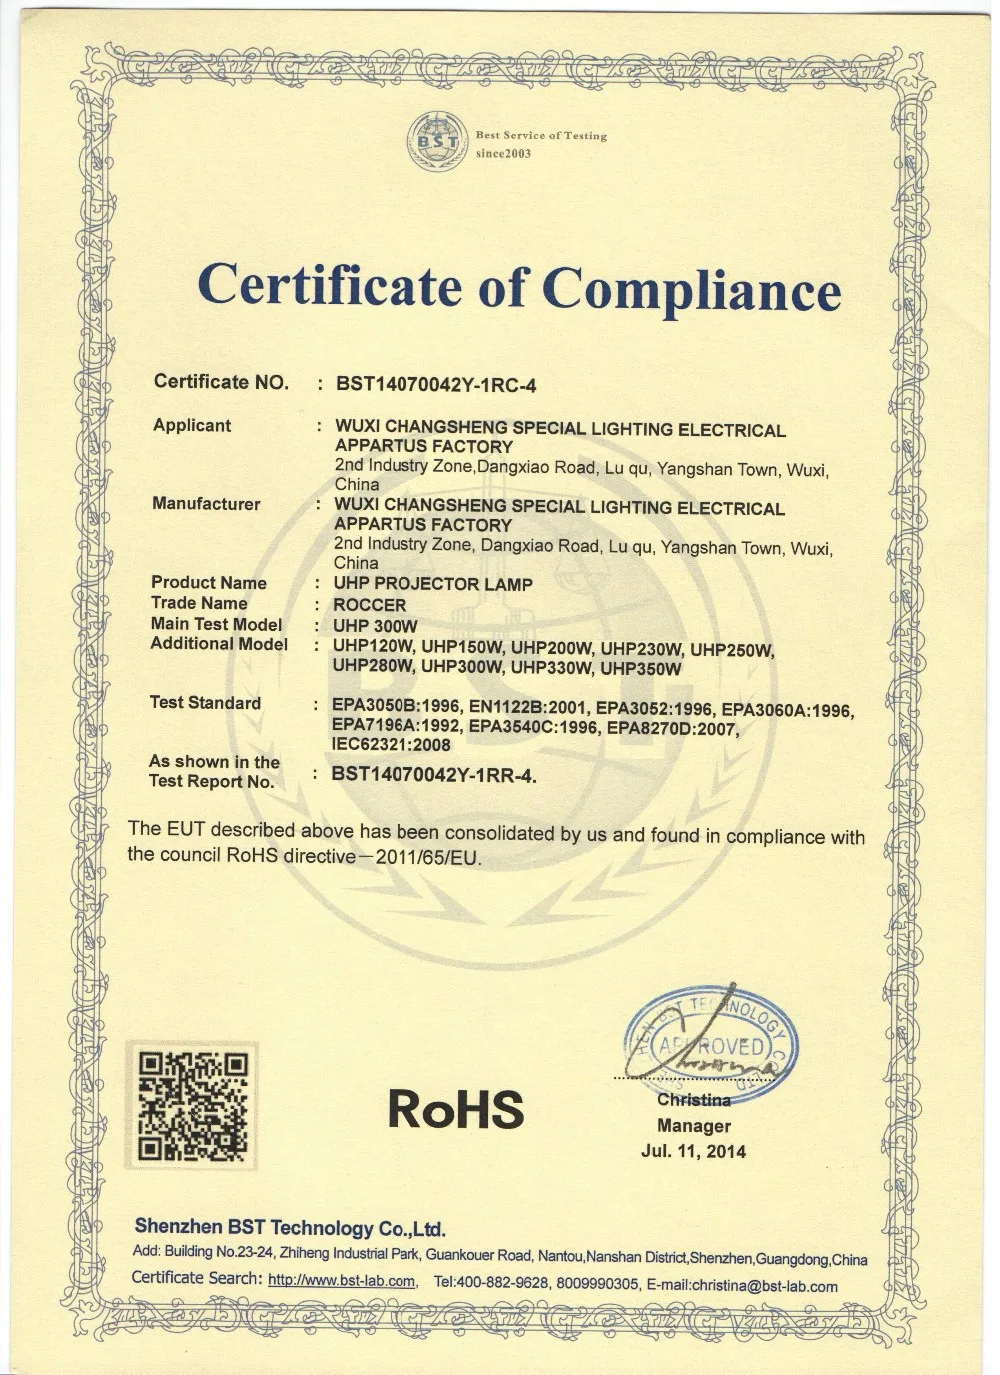 BST
Best Service of Testing
since2003
Certificate of Compliance
Certificate NO. : BST14070042Y-1RC-4
Applicant : WUXI CHANGSHENG SPECIAL LIGHTING ELECTRICAL
APPARTUS FACTORY
2nd Industry Zone,Dangxiao Road, Lu qu, Yangshan Town, Wuxi,
China
Manufacturer : WUXI CHANGSHENG SPECIAL LIGHTING ELECTRICAL
APPARTUS FACTORY
2nd Industry Zone, Dangxiao Road, Lu qu, Yangshan Town, Wuxi,
China
Product Name : UHP PROJECTOR LAMP
Trade Name : ROCCER
Main Test Model : UHP 300W
Additional Model : UHP120W, UHP150W, UHP200W, UHP230W, UHP250W,
UHP280W, UHP300W, UHP330W, UHP350W
Test Standard : EPA3050B:1996, EN1122B:2001, EPA3052:1996, EPA3060A:1996,
EPA7196A:1992, EPA3540C:1996, EPA8270D:2007,
IEC62321:2008
As shown in the
Test Report No. : BST14070042Y-1RR-4.
The EUT described above has been consolidated by us and found in compliance with
the council RoHS directive—2011/65/EU.
BST
RoHS
BST TECHNOLOGY
APPROVED
Christina
Manager
Jul. 11, 2014
Shenzhen BST Technology Co.,Ltd.
Add: Building No.23-24, Zhiheng Industrial Park, Guankouer Road, Nantou,Nanshan District,Shenzhen,Guangdong,China
Certificate Search: http://www.bst-lab.com, Tel:400-882-9628, 8009990305, E-mail:christina@bst-lab.com